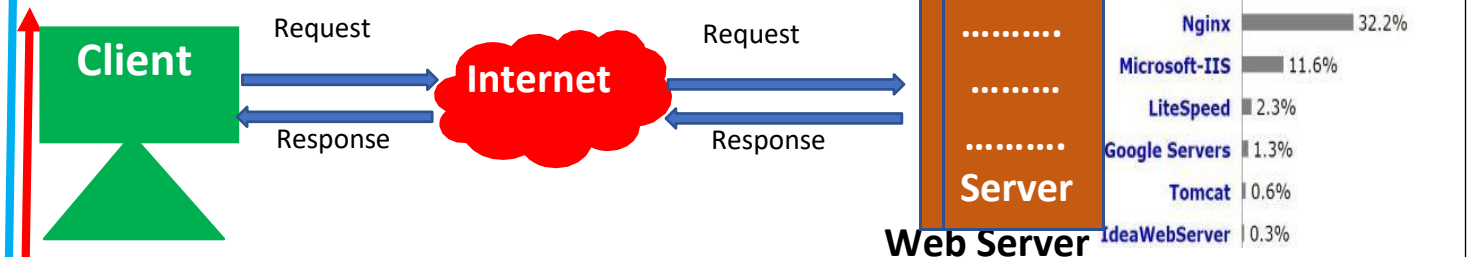 Client
Request
Response
Internet
Request
Response
……….
………
……….
Server
Web Server
Nginx 32.2%
Microsoft-IIS 11.6%
LiteSpeed 2.3%
Google Servers 1.3%
Tomcat 0.6%
IdeaWebServer 0.3%